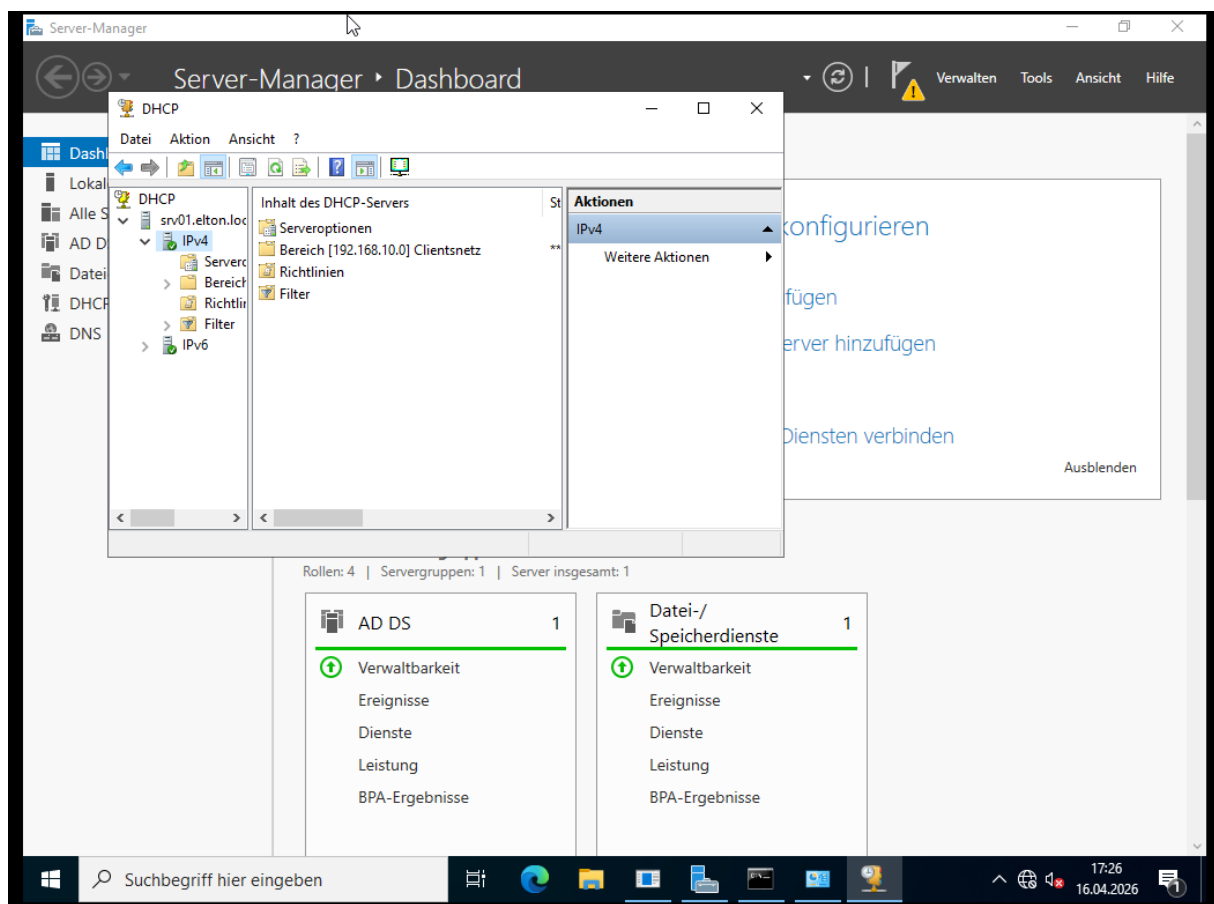 Server-Manager
Server-Manager Dashboard
Verwalten Tools Ansicht Hilfe
DHCP
Datei Aktion Ansicht ?
DHCP
srv01.elton.loc
IPv4
Bereich
Filter
IPv6
Inhalt des DHCP-Servers St
Serveroptionen
Bereich [192.168.10.0] Clientsnetz **
Richtlinien
Filter
Aktionen
IPv4
Weitere Aktionen
Lokal
Alle S
AD D
Datei
DNS
konfigurieren
fügen
erver hinzufügen
Diensten verbinden
Ausblenden
Rollen: 4 | Servergruppen: 1 | Server insgesamt: 1
AD DS 1
Verwaltbarkeit
Ereignisse
Dienste
Leistung
BPA-Ergebnisse
Datei-/
Speicherdienste 1
Verwaltbarkeit
Ereignisse
Dienste
Leistung
BPA-Ergebnisse
Suchbegriff hier eingeben
17:26
16.04.2026
1